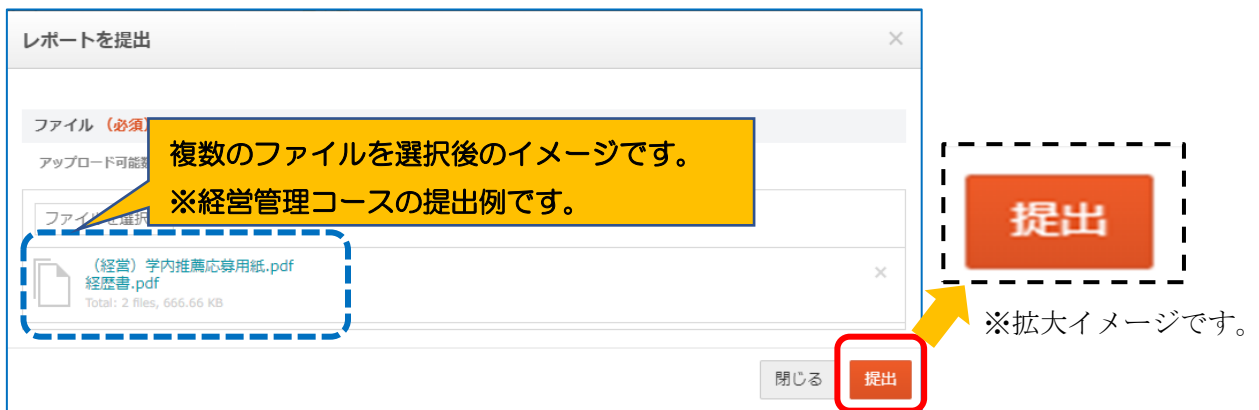 レポートを提出
ファイル（必須）
アップロード可能数
複数のファイルを選択後のイメージです。
※経営管理コースの提出例です。
ファイルを選択
（経営）学内推薦応募用紙.pdf
経歴書.pdf
Total: 2 files, 666.66 KB
閉じる
提出
提出
※拡大イメージです。